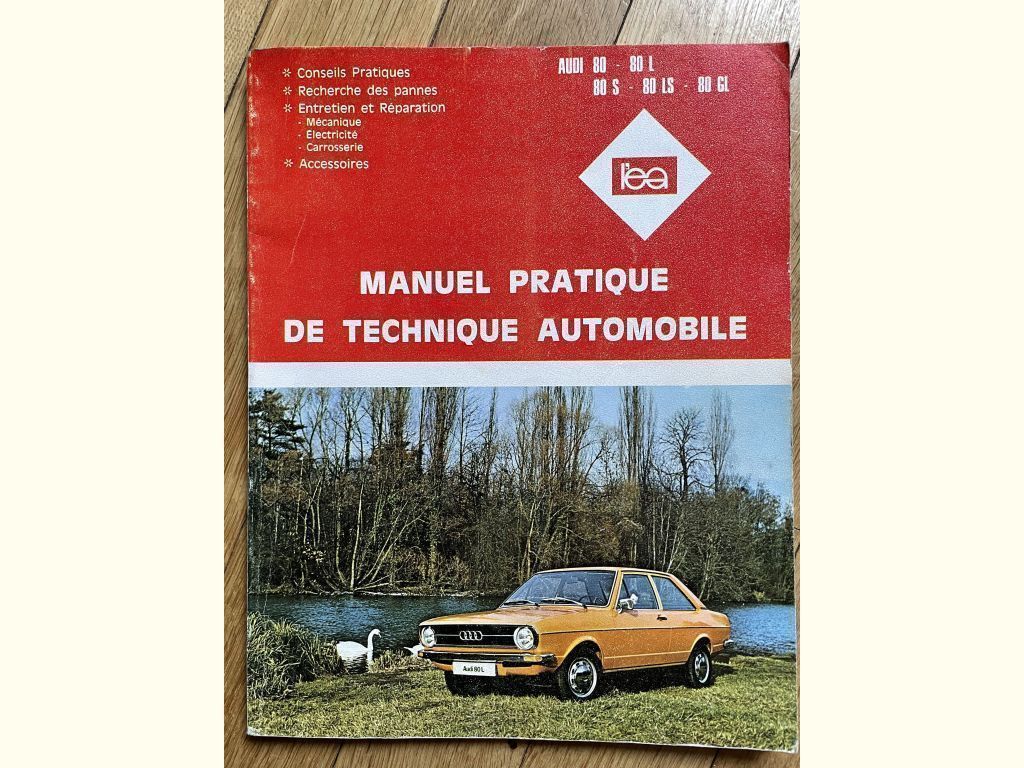 * Conseils Pratiques
* Recherche des pannes
* Entretien et Réparation
- Mécanique
- Électricité
- Carrosserie
* Accessoires
AUDI 80 - 80 L
80 S - 80 LS - 80 GL
l'ea
MANUEL PRATIQUE
DE TECHNIQUE AUTOMOBILE
Audi 80 L